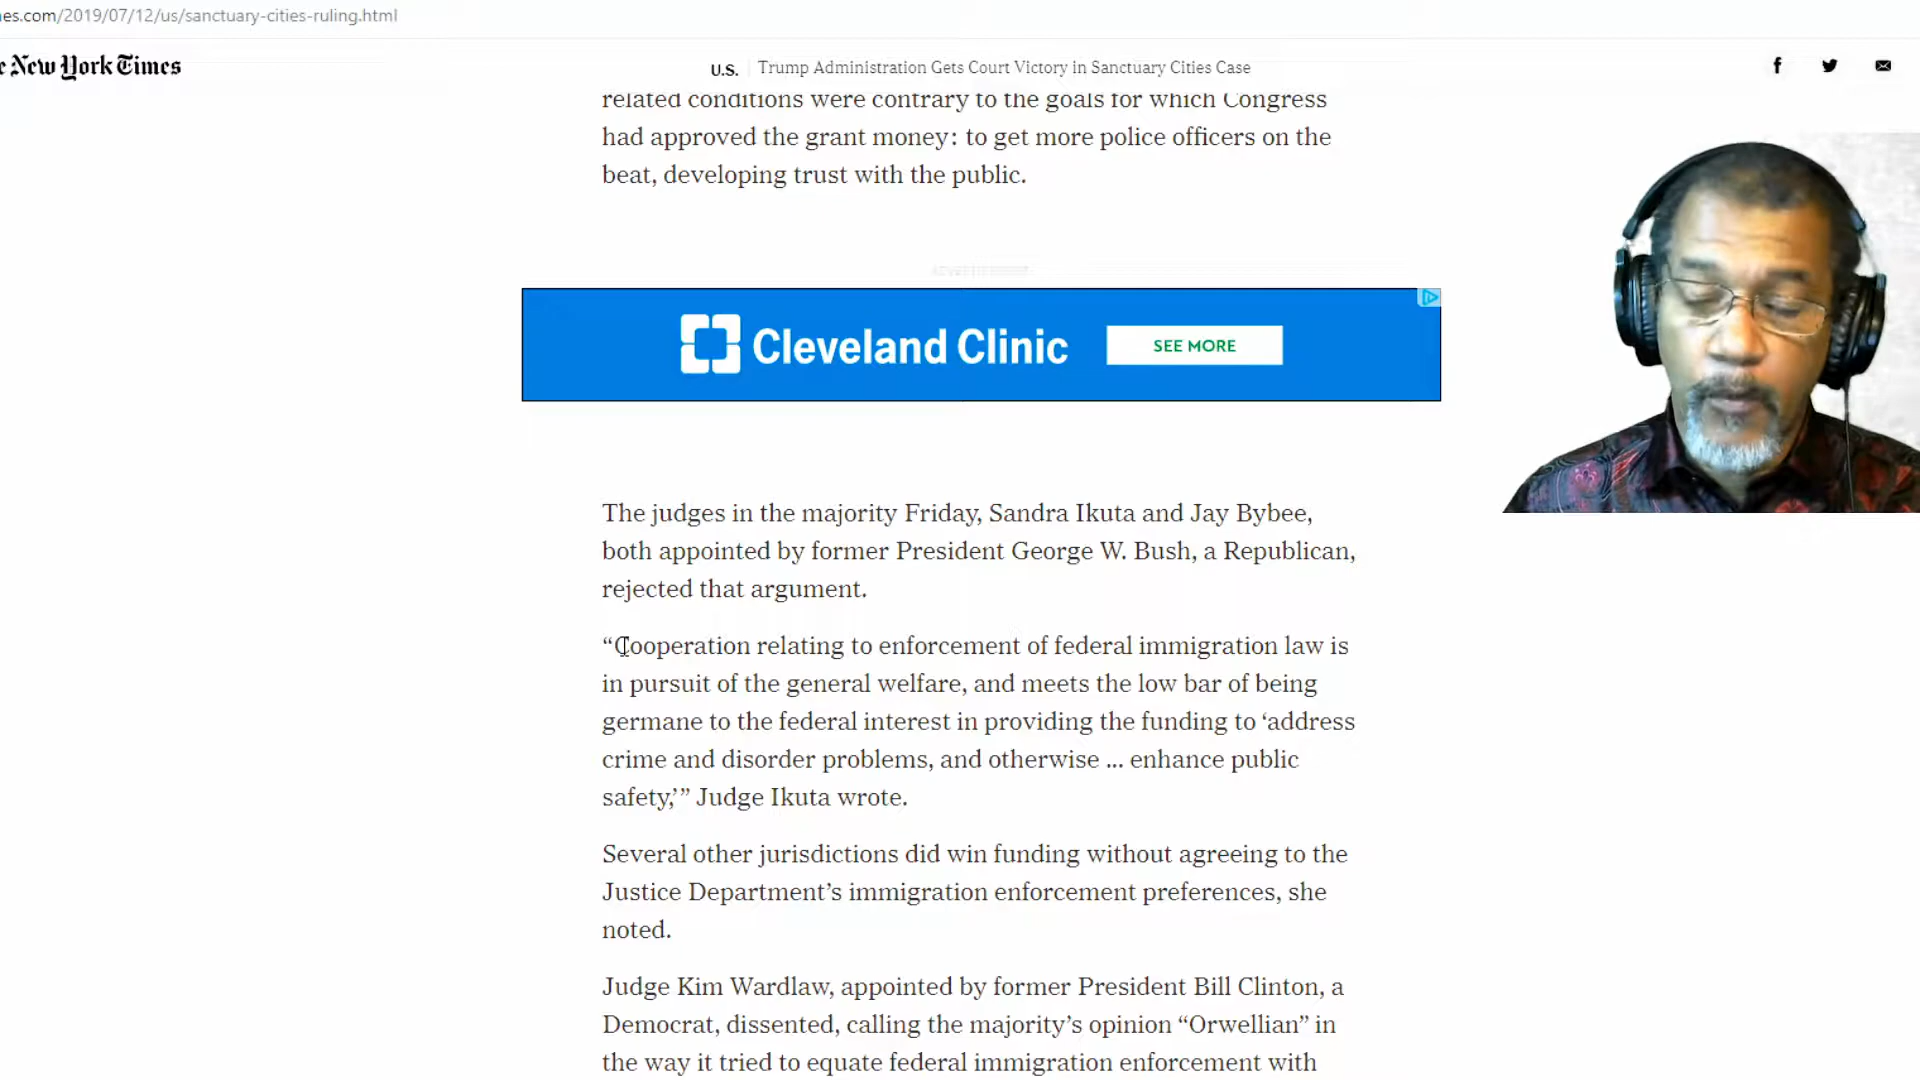 es.com/2019/07/12/us/sanctuary-cities-ruling.html
e New York Times
U.S. Trump Administration Gets Court Victory in Sanctuary Cities Case
related conditions were contrary to the goals for which Congress
had approved the grant money: to get more police officers on the
beat, developing trust with the public.
ADVERTISEMENT
Cleveland Clinic
SEE MORE
The judges in the majority Friday, Sandra Ikuta and Jay Bybee,
both appointed by former President George W. Bush, a Republican,
rejected that argument.
“Cooperation relating to enforcement of federal immigration law is
in pursuit of the general welfare, and meets the low bar of being
germane to the federal interest in providing the funding to ‘address
crime and disorder problems, and otherwise ... enhance public
safety,’” Judge Ikuta wrote.
Several other jurisdictions did win funding without agreeing to the
Justice Department’s immigration enforcement preferences, she
noted.
Judge Kim Wardlaw, appointed by former President Bill Clinton, a
Democrat, dissented, calling the majority’s opinion “Orwellian” in
the way it tried to equate federal immigration enforcement with